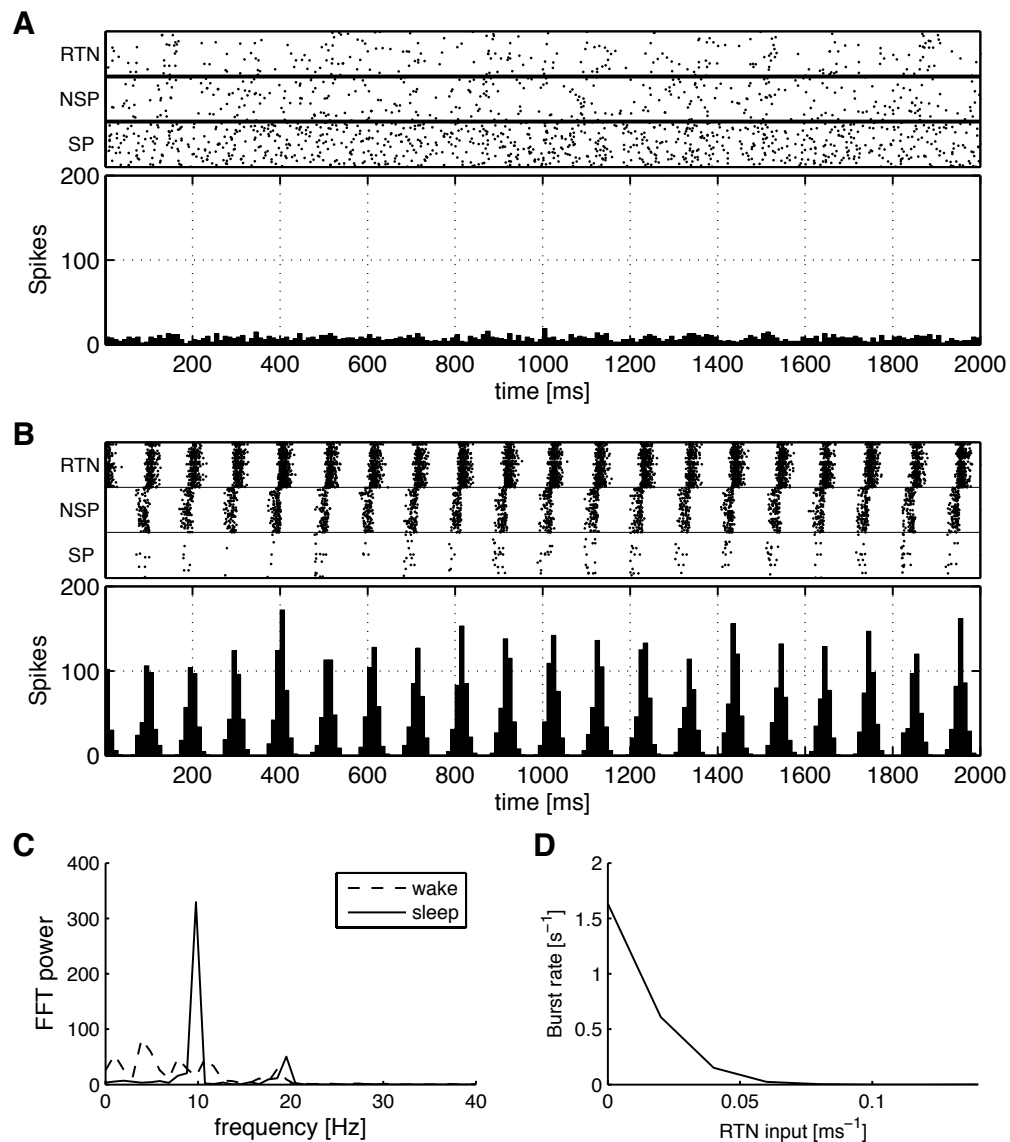 A
RTN
NSP
SP
200
100
0
Spikes
200 400 600 800 1000 1200 1400 1600 1800 2000
time [ms]
B
RTN
NSP
SP
200
100
0
Spikes
200 400 600 800 1000 1200 1400 1600 1800 2000
time [ms]
C
400
300
200
100
0
FFT power
wake
sleep
0 10 20 30 40
frequency [Hz]
D
2
1.5
1
0.5
0
Burst rate [s⁻¹]
0 0.05 0.1
RTN input [ms⁻¹]